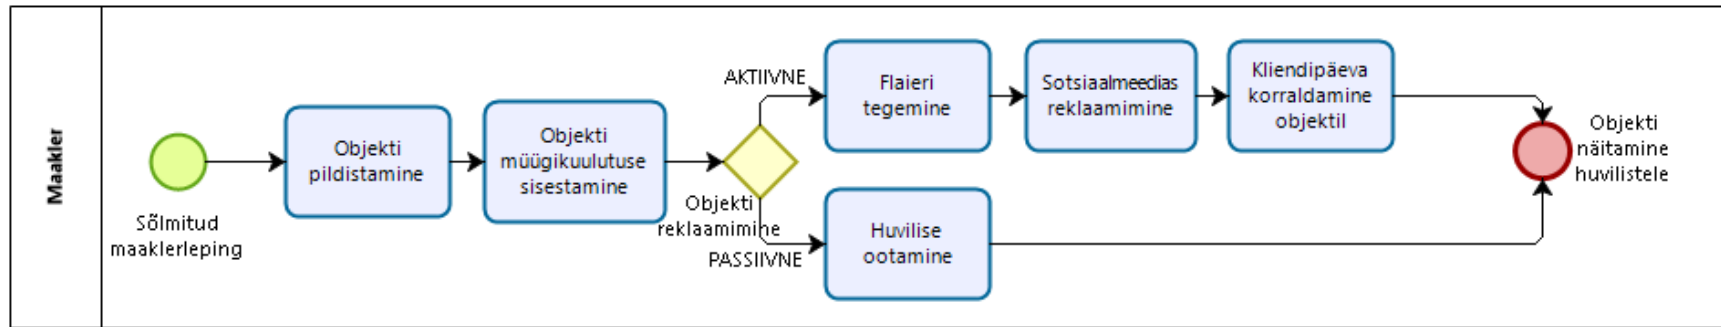 Maakler
Sõlmitud
maaklerleping
Objekti
pildistamine
Objekti
müügikuulutuse
sisestamine
Objekti
reklaamimine
AKTIIVNE
Flaieri
tegemine
Sotsiaalmeedias
reklaamimine
Kliendipäeva
korraldamine
objektil
PASSIIVNE
Huvilise
ootamine
Objekti
näitamine
huvilistele